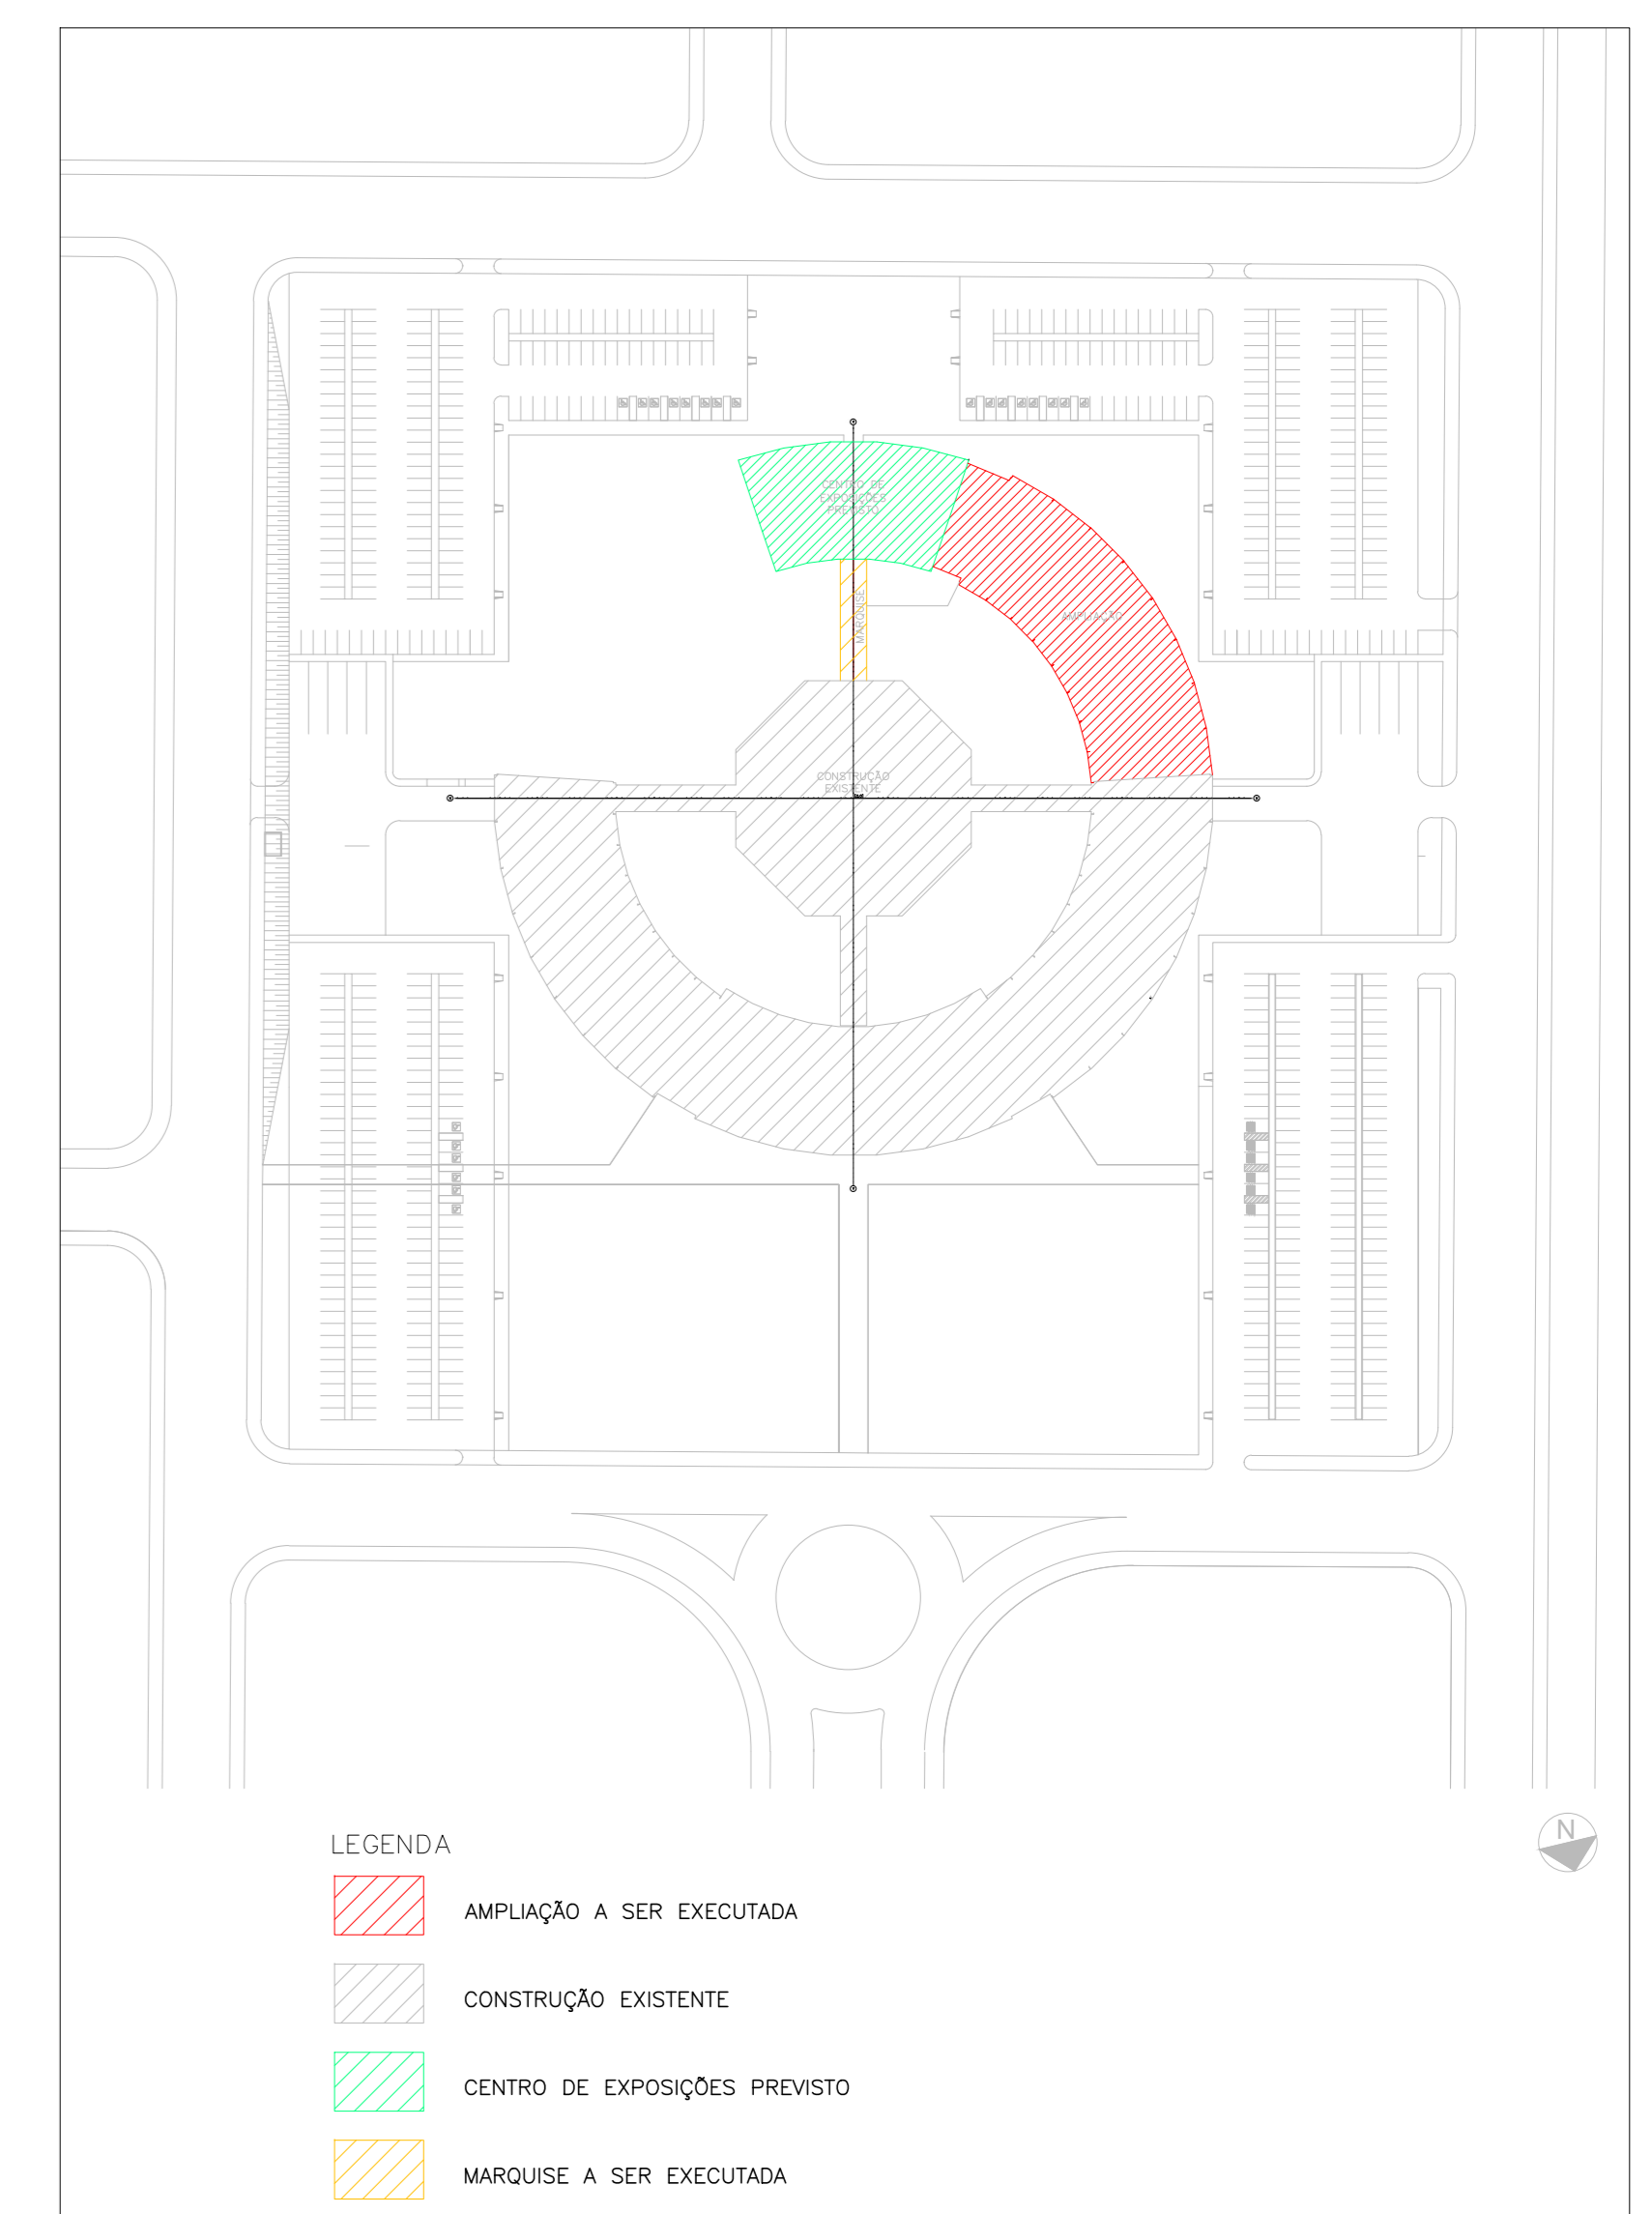 CENTRO DE
EXPOSIÇÕES
PREVISTO
MARQUISE
AMPLIAÇÃO
CONSTRUÇÃO
EXISTENTE
N
LEGENDA
AMPLIAÇÃO A SER EXECUTADA
CONSTRUÇÃO EXISTENTE
CENTRO DE EXPOSIÇÕES PREVISTO
MARQUISE A SER EXECUTADA